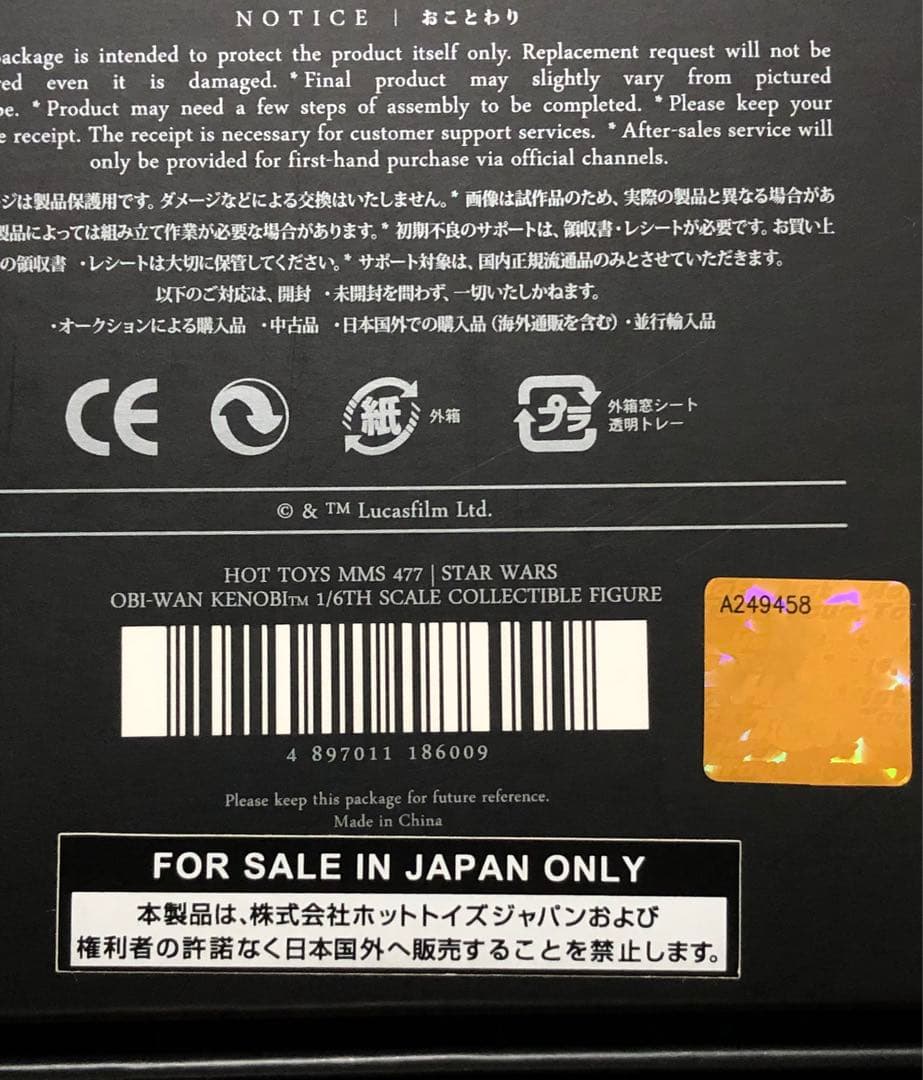 NOTICE | おことわり
ackage is intended to protect the product itself only. Replacement request will not be
red even it is damaged. * Final product may slightly vary from pictured
pe. * Product may need a few steps of assembly to be completed. * Please keep your
e receipt. The receipt is necessary for customer support services. * After-sales service will
only be provided for first-hand purchase via official channels.
ジは製品保護用です。ダメージなどによる交換はいたしません。* 画像は試作品のため、実際の製品と異なる場合があ
製品によっては組み立て作業が必要な場合があります。* 初期不良のサポートは、領収書・レシートが必要です。お買い上
の領収書 ・レシートは大切に保管してください。* サポート対象は、国内正規流通品のみとさせていただきます。
以下のご対応は、開封 ・未開封を問わず、一切いたしかねます。
・オークションによる購入品 ・中古品 ・日本国外での購入品(海外通販を含む)・並行輸入品
CE 紙 外箱 プラ 外箱窓シート
透明トレー
© & ™ Lucasfilm Ltd.
HOT TOYS MMS 477 | STAR WARS
OBI-WAN KENOBI™ 1/6TH SCALE COLLECTIBLE FIGURE
A249458
4 897011 186009
Please keep this package for future reference.
Made in China
FOR SALE IN JAPAN ONLY
本製品は、株式会社ホットトイズジャパンおよび
権利者の許諾なく日本国外へ販売することを禁止します。